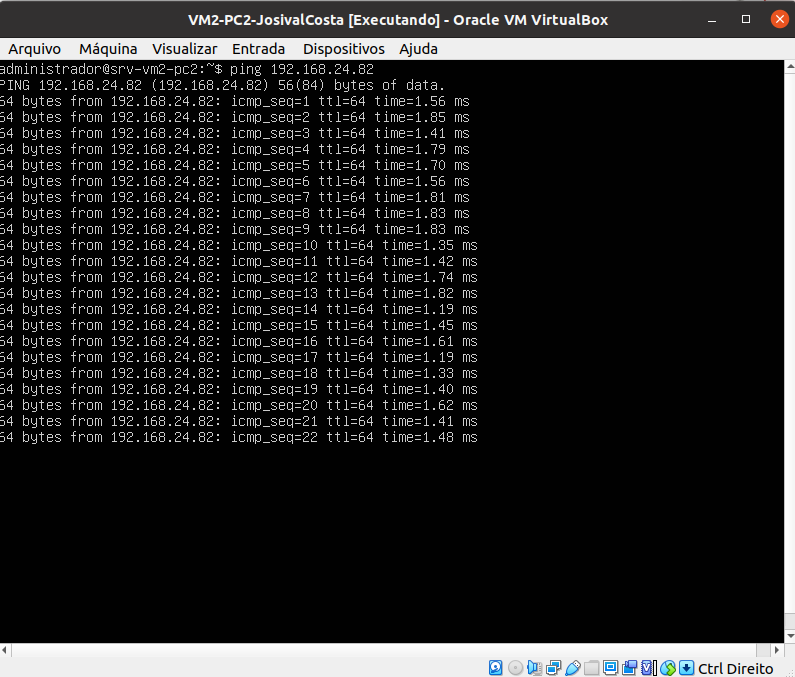 VM2-PC2-JosivalCosta [Executando] - Oracle VM VirtualBox
Arquivo Máquina Visualizar Entrada Dispositivos Ajuda
administrador@srv-vm2-pc2:~$ ping 192.168.24.82
PING 192.168.24.82 (192.168.24.82) 56(84) bytes of data.
64 bytes from 192.168.24.82: icmp_seq=1 ttl=64 time=1.56 ms
64 bytes from 192.168.24.82: icmp_seq=2 ttl=64 time=1.85 ms
64 bytes from 192.168.24.82: icmp_seq=3 ttl=64 time=1.41 ms
64 bytes from 192.168.24.82: icmp_seq=4 ttl=64 time=1.79 ms
64 bytes from 192.168.24.82: icmp_seq=5 ttl=64 time=1.70 ms
64 bytes from 192.168.24.82: icmp_seq=6 ttl=64 time=1.56 ms
64 bytes from 192.168.24.82: icmp_seq=7 ttl=64 time=1.81 ms
64 bytes from 192.168.24.82: icmp_seq=8 ttl=64 time=1.83 ms
64 bytes from 192.168.24.82: icmp_seq=9 ttl=64 time=1.83 ms
64 bytes from 192.168.24.82: icmp_seq=10 ttl=64 time=1.35 ms
64 bytes from 192.168.24.82: icmp_seq=11 ttl=64 time=1.42 ms
64 bytes from 192.168.24.82: icmp_seq=12 ttl=64 time=1.74 ms
64 bytes from 192.168.24.82: icmp_seq=13 ttl=64 time=1.82 ms
64 bytes from 192.168.24.82: icmp_seq=14 ttl=64 time=1.19 ms
64 bytes from 192.168.24.82: icmp_seq=15 ttl=64 time=1.45 ms
64 bytes from 192.168.24.82: icmp_seq=16 ttl=64 time=1.61 ms
64 bytes from 192.168.24.82: icmp_seq=17 ttl=64 time=1.19 ms
64 bytes from 192.168.24.82: icmp_seq=18 ttl=64 time=1.33 ms
64 bytes from 192.168.24.82: icmp_seq=19 ttl=64 time=1.40 ms
64 bytes from 192.168.24.82: icmp_seq=20 ttl=64 time=1.62 ms
64 bytes from 192.168.24.82: icmp_seq=21 ttl=64 time=1.41 ms
64 bytes from 192.168.24.82: icmp_seq=22 ttl=64 time=1.48 ms
Ctrl Direito